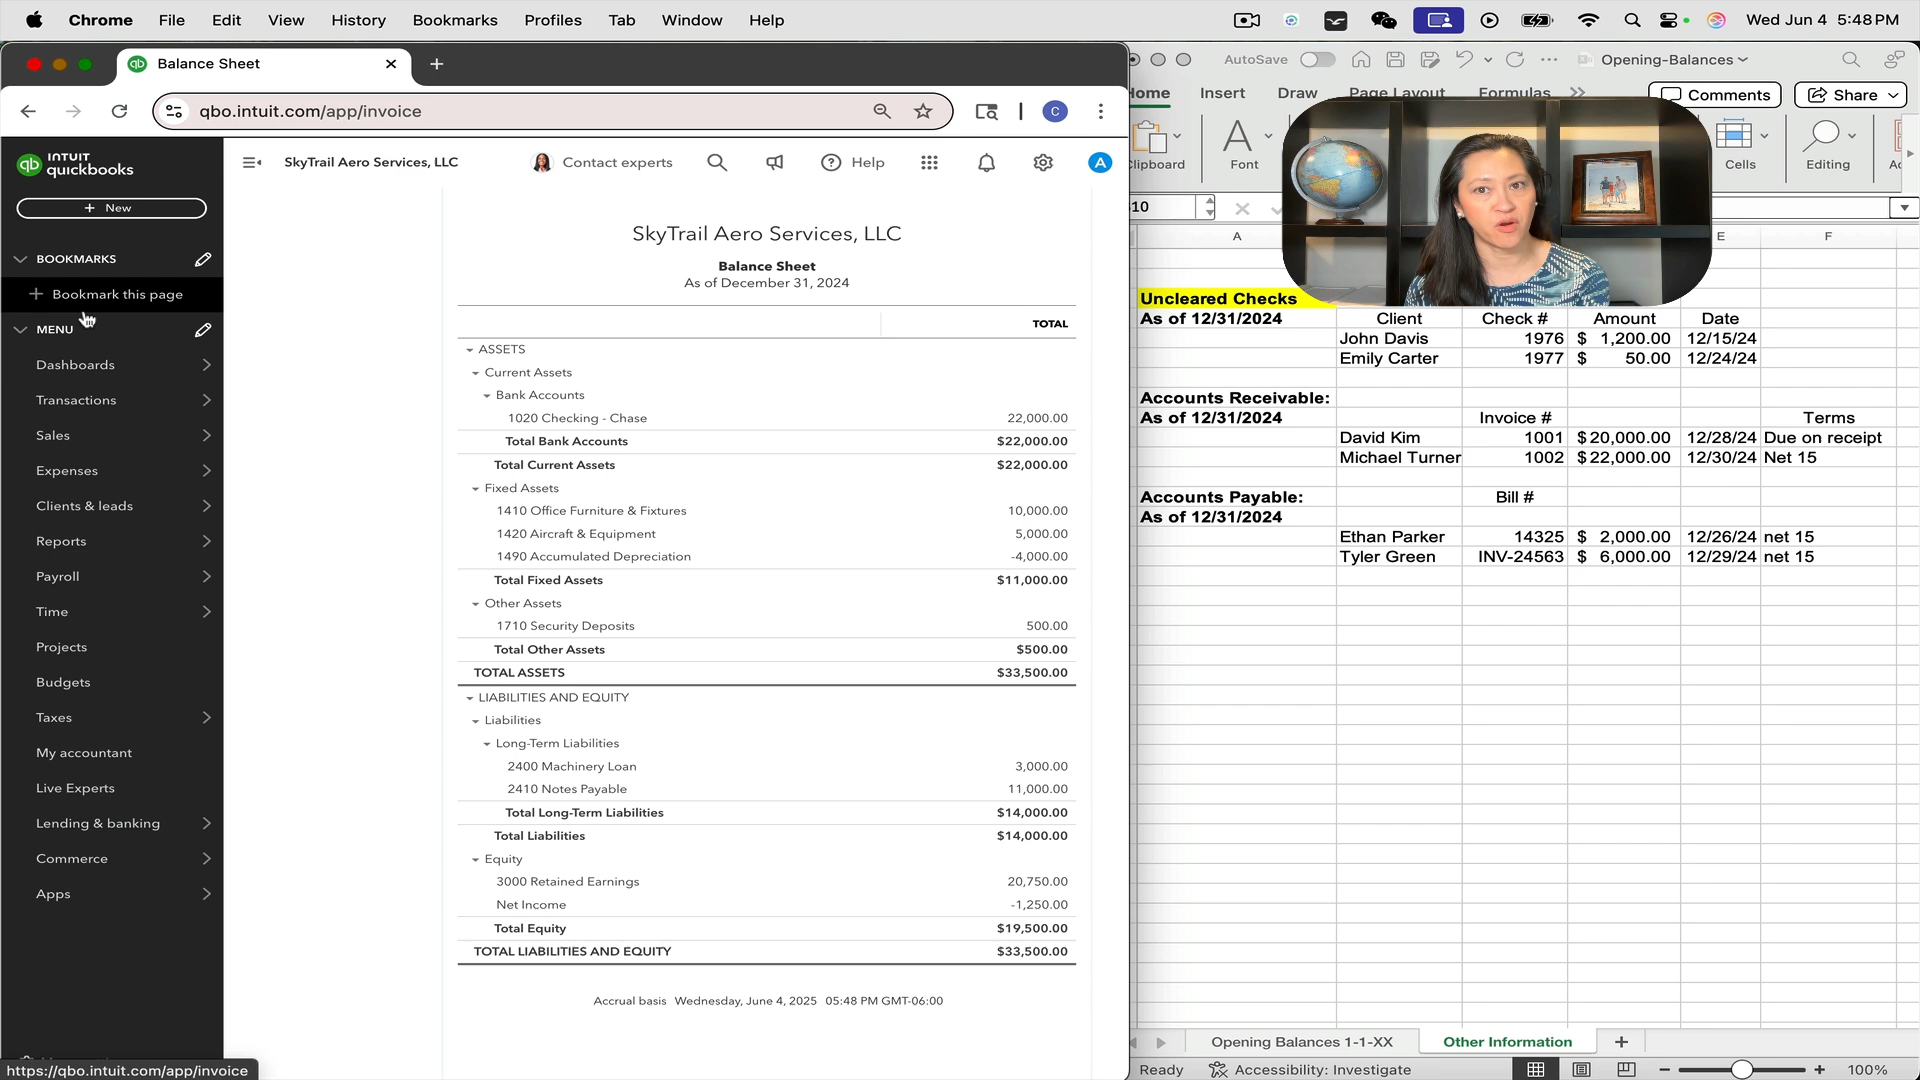 Chrome File Edit View History Bookmarks Profiles Tab Window Help Wed Jun 4 5:48 PM
Balance Sheet
AutoSave Opening-Balances
qbo.intuit.com/app/invoice C
Insert Draw Page Layout Formulas Comments Share
INTUIT
quickbooks
SkyTrail Aero Services, LLC Contact experts Help A
Font Cells Editing
New
BOOKMARKS
Bookmark this page
MENU
Dashboards
Transactions
Sales
Expenses
Clients & leads
Reports
Payroll
Time
Projects
Budgets
Taxes
My accountant
Live Experts
Lending & banking
Commerce
Apps
https://qbo.intuit.com/app/invoice
SkyTrail Aero Services, LLC
Balance Sheet
As of December 31, 2024
TOTAL
ASSETS
Current Assets
Bank Accounts
1020 Checking - Chase 22,000.00
Total Bank Accounts $22,000.00
Total Current Assets $22,000.00
Fixed Assets
1410 Office Furniture & Fixtures 10,000.00
1420 Aircraft & Equipment 5,000.00
1490 Accumulated Depreciation -4,000.00
Total Fixed Assets $11,000.00
Other Assets
1710 Security Deposits 500.00
Total Other Assets $500.00
TOTAL ASSETS $33,500.00
LIABILITIES AND EQUITY
Liabilities
Long-Term Liabilities
2400 Machinery Loan 3,000.00
2410 Notes Payable 11,000.00
Total Long-Term Liabilities $14,000.00
Total Liabilities $14,000.00
Equity
3000 Retained Earnings 20,750.00
Net Income -1,250.00
Total Equity $19,500.00
TOTAL LIABILITIES AND EQUITY $33,500.00
Accrual basis Wednesday, June 4, 2025 05:48 PM GMT-06:00
A E F
Uncleared Checks
As of 12/31/2024 Client Check # Amount Date
John Davis 1976 $ 1,200.00 12/15/24
Emily Carter 1977 $ 50.00 12/24/24
Accounts Receivable:
As of 12/31/2024 Invoice # Terms
David Kim 1001 $20,000.00 12/28/24 Due on receipt
Michael Turner 1002 $22,000.00 12/30/24 Net 15
Accounts Payable: Bill #
As of 12/31/2024
Ethan Parker 14325 $ 2,000.00 12/26/24 net 15
Tyler Green INV-24563 $ 6,000.00 12/29/24 net 15
Opening Balances 1-1-XX Other Information
Ready Accessibility: Investigate 100%